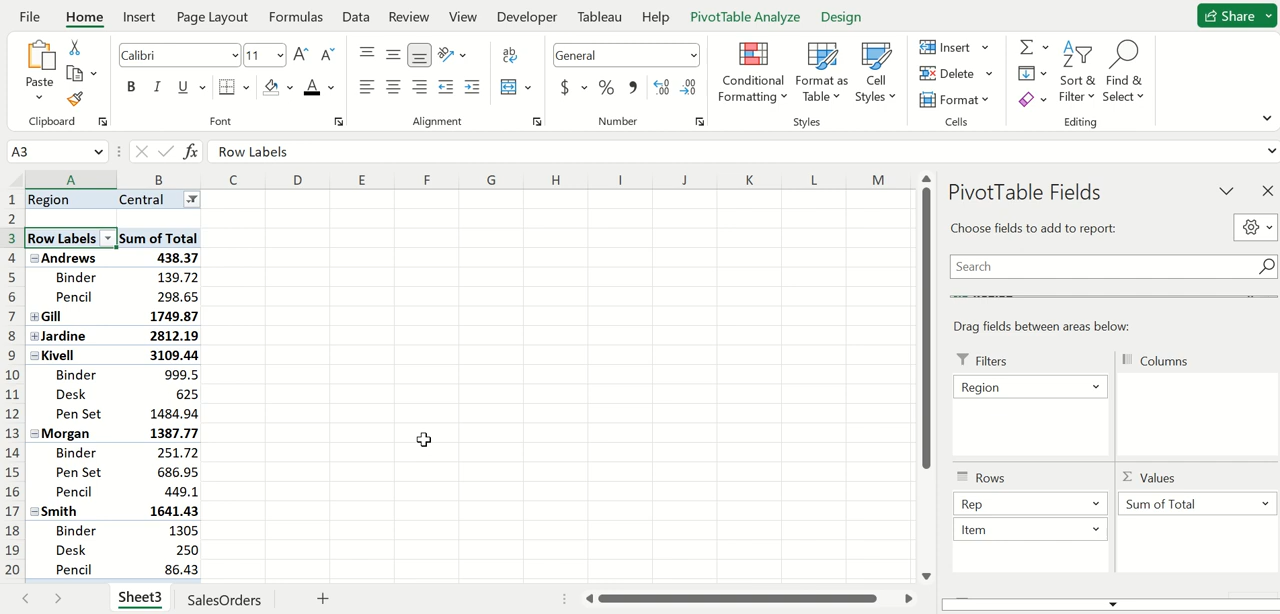 File Home Insert Page Layout Formulas Data Review View Developer Tableau Help PivotTable Analyze Design Share
Paste Calibri 11 General Insert
B I U A $ % Conditional Formatting Format as Table Cell Styles Delete Sort & Filter Find & Select
Format
Clipboard Font Alignment Number Styles Cells Editing
A3 fx Row Labels
A B C D E F G H I J K L M
1 Region Central
2
3 Row Labels Sum of Total
4 Andrews 438.37
5 Binder 139.72
6 Pencil 298.65
7 Gill 1749.87
8 Jardine 2812.19
9 Kivell 3109.44
10 Binder 999.5
11 Desk 625
12 Pen Set 1484.94
13 Morgan 1387.77
14 Binder 251.72
15 Pen Set 686.95
16 Pencil 449.1
17 Smith 1641.43
18 Binder 1305
19 Desk 250
20 Pencil 86.43
Sheet3 SalesOrders
PivotTable Fields
Choose fields to add to report:
Search
Drag fields between areas below:
Filters Columns
Region
Rows Σ Values
Rep Sum of Total
Item